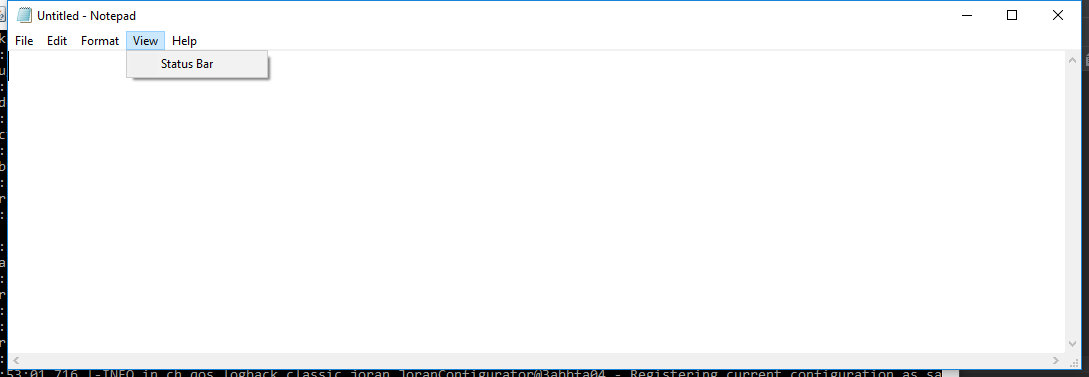 Untitled - Notepad
File Edit Format View Help
Status Bar
:53:01,716 |-INFO in ch.qos.logback.classic.joran.JoranConfigurator@3abbfa04 - Registering current configuration as sa